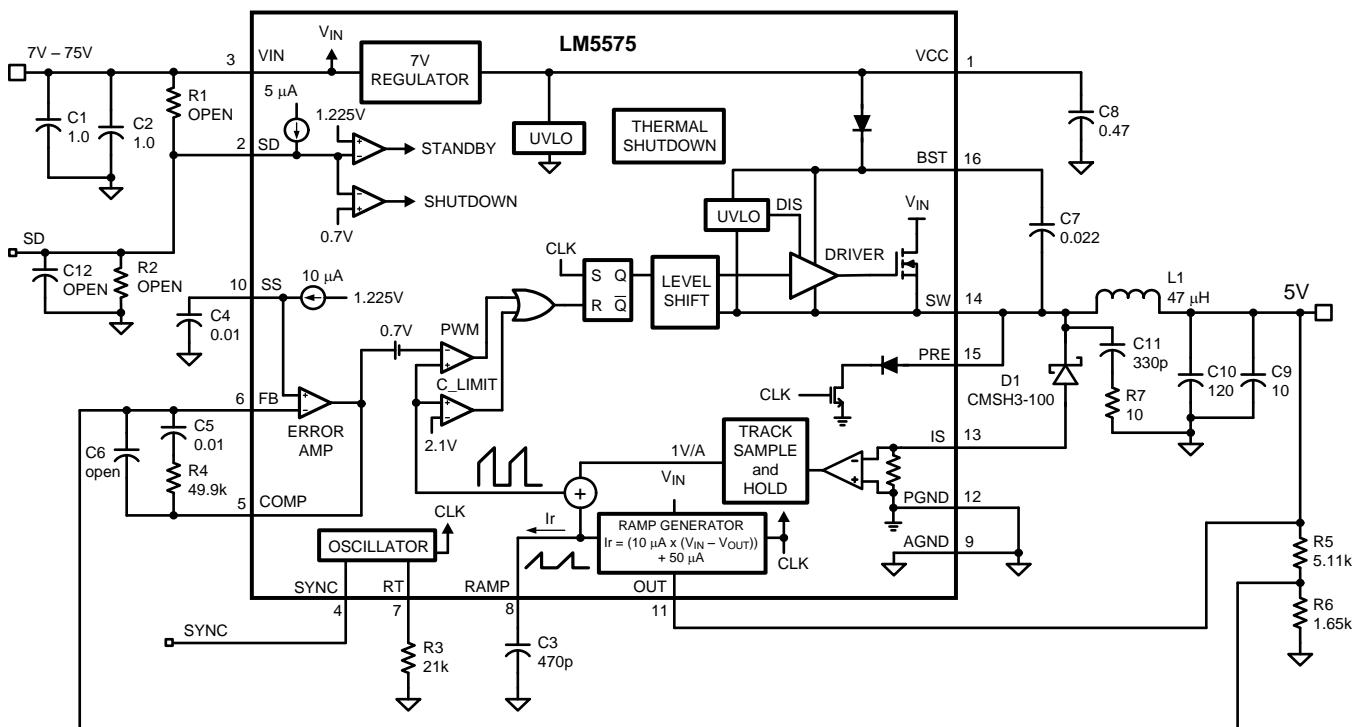 LM5575
7V – 75V
3
VIN
VIN
7V
REGULATOR
VCC
1
R1
OPEN
C1
1.0
C2
1.0
5 μA
1.225V
UVLO
THERMAL
SHUTDOWN
C8
0.47
2
SD
STANDBY
SHUTDOWN
0.7V
BST
16
UVLO
DIS
VIN
C7
0.022
SD
C12
OPEN
R2
OPEN
CLK
DRIVER
S Q
R Q
LEVEL
SHIFT
10
SS
10 μA
1.225V
SW
14
L1
47 μH
5V
C4
0.01
0.7V
PWM
PRE
15
C11
330p
C10
120
C9
10
C_LIMIT
CLK
D1
CMSH3-100
R7
10
6
FB
ERROR
AMP
2.1V
C5
0.01
C6
open
R4
49.9k
IS
13
1V/A
TRACK
SAMPLE
and
HOLD
VIN
+
5
COMP
PGND
12
CLK
OSCILLATOR
Ir
RAMP GENERATOR
Ir = (10 μA x (VIN – VOUT))
+ 50 μA
CLK
AGND
9
R5
5.11k
SYNC
4
RT
7
RAMP
8
OUT
11
R6
1.65k
SYNC
R3
21k
C3
470p